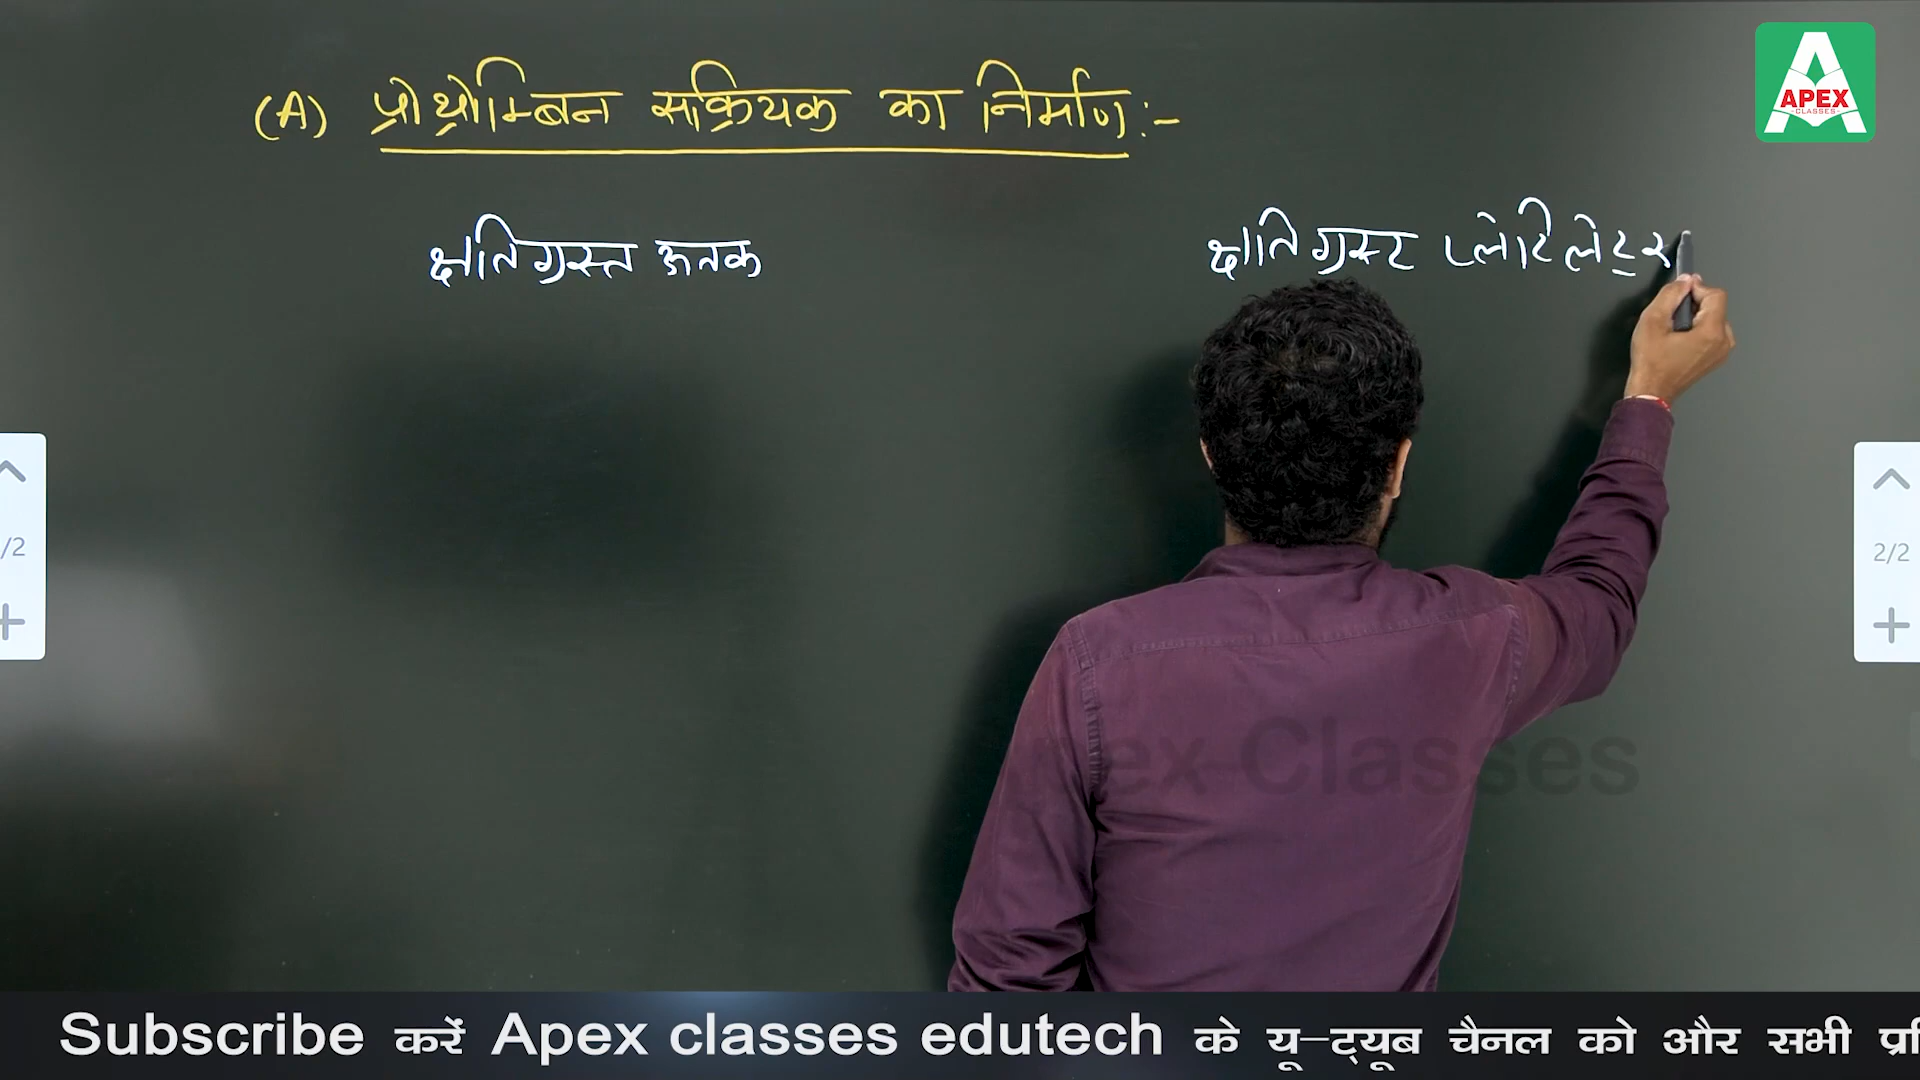 APEX
CLASSES
(A) प्रोथ्रोम्बिन सक्रियक का निर्माण:-
क्षतिग्रस्त ऊतक क्षतिग्रस्ट प्लेटिलेट्स
/2
2/2
Apex Classes
Subscribe करें Apex classes edutech के यू-ट्यूब चैनल को और सभी प्रि